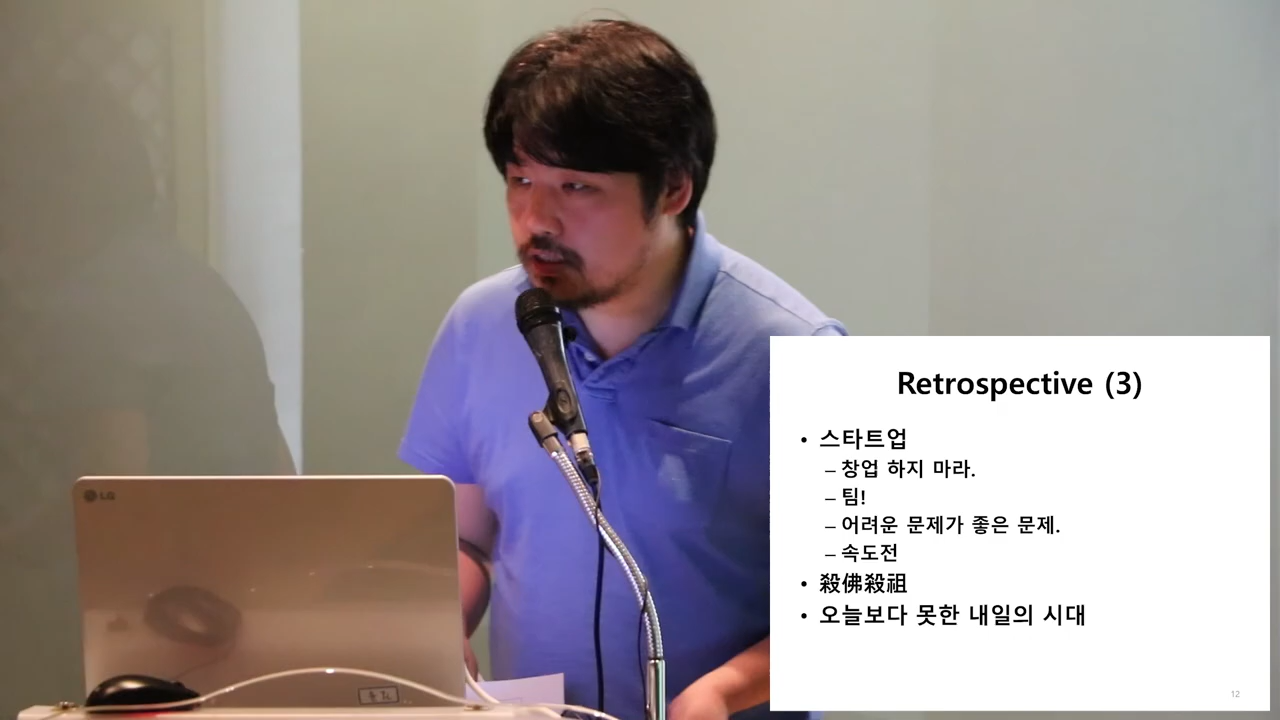 Retrospective (3)
• 스타트업
– 창업 하지 마라.
– 팀!
– 어려운 문제가 좋은 문제.
– 속도전
• 殺佛殺祖
• 오늘보다 못한 내일의 시대
12
LG